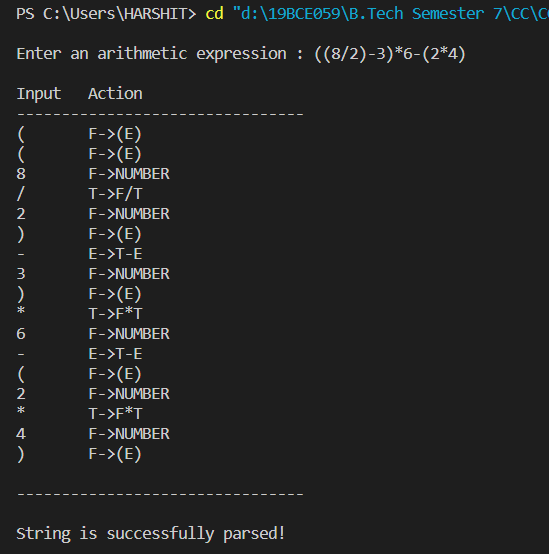 PS C:\Users\HARSHIT> cd "d:\19BCE059\B.Tech Semester 7\CC\C
Enter an arithmetic expression : ((8/2)-3)*6-(2*4)
Input Action
--------------------------------
( F->(E)
( F->(E)
8 F->NUMBER
/ T->F/T
2 F->NUMBER
) F->(E)
- E->T-E
3 F->NUMBER
) F->(E)
* T->F*T
6 F->NUMBER
- E->T-E
( F->(E)
2 F->NUMBER
* T->F*T
4 F->NUMBER
) F->(E)
--------------------------------
String is successfully parsed!